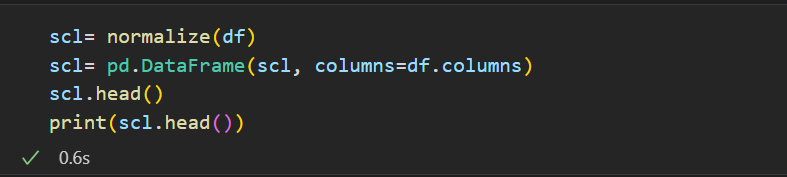 scl= normalize(df)
scl= pd.DataFrame(scl, columns=df.columns)
scl.head()
print(scl.head())
0.6s